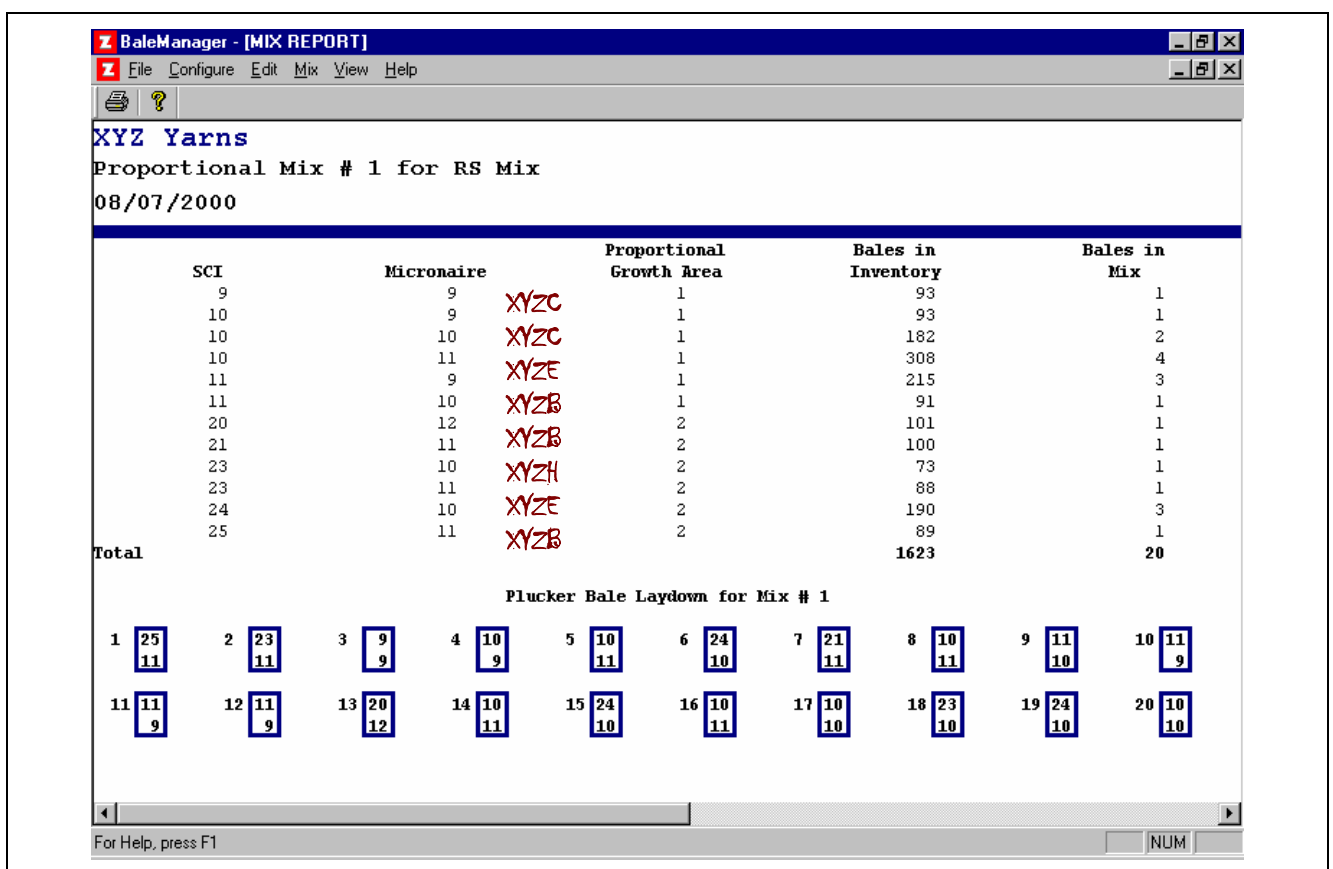 BaleManager - [MIX REPORT]
File Configure Edit Mix View Help
XYZ Yarns
Proportional Mix # 1 for RS Mix
08/07/2000
Proportional Bales in Bales in
SCI Micronaire Growth Area Inventory Mix
9 9 1 93 1
XYZC
10 9 1 93 1
10 10 XYZC 1 182 2
10 11 1 308 4
XYZE
11 9 1 215 3
11 10 XYZB 1 91 1
20 12 2 101 1
21 11 XYZB 2 100 1
23 10 XYZH 2 73 1
23 11 2 88 1
24 10 XYZE 2 190 3
25 11 2 89 1
XYZB
Total 1623 20
Plucker Bale Laydown for Mix # 1
1 25 2 23 3 9 4 10 5 10 6 24 7 21 8 10 9 11 10 11
11 11 9 9 11 10 11 11 10 9
11 11 12 11 13 20 14 10 15 24 16 10 17 10 18 23 19 24 20 10
9 9 12 11 10 11 10 10 10 10
For Help, press F1 NUM